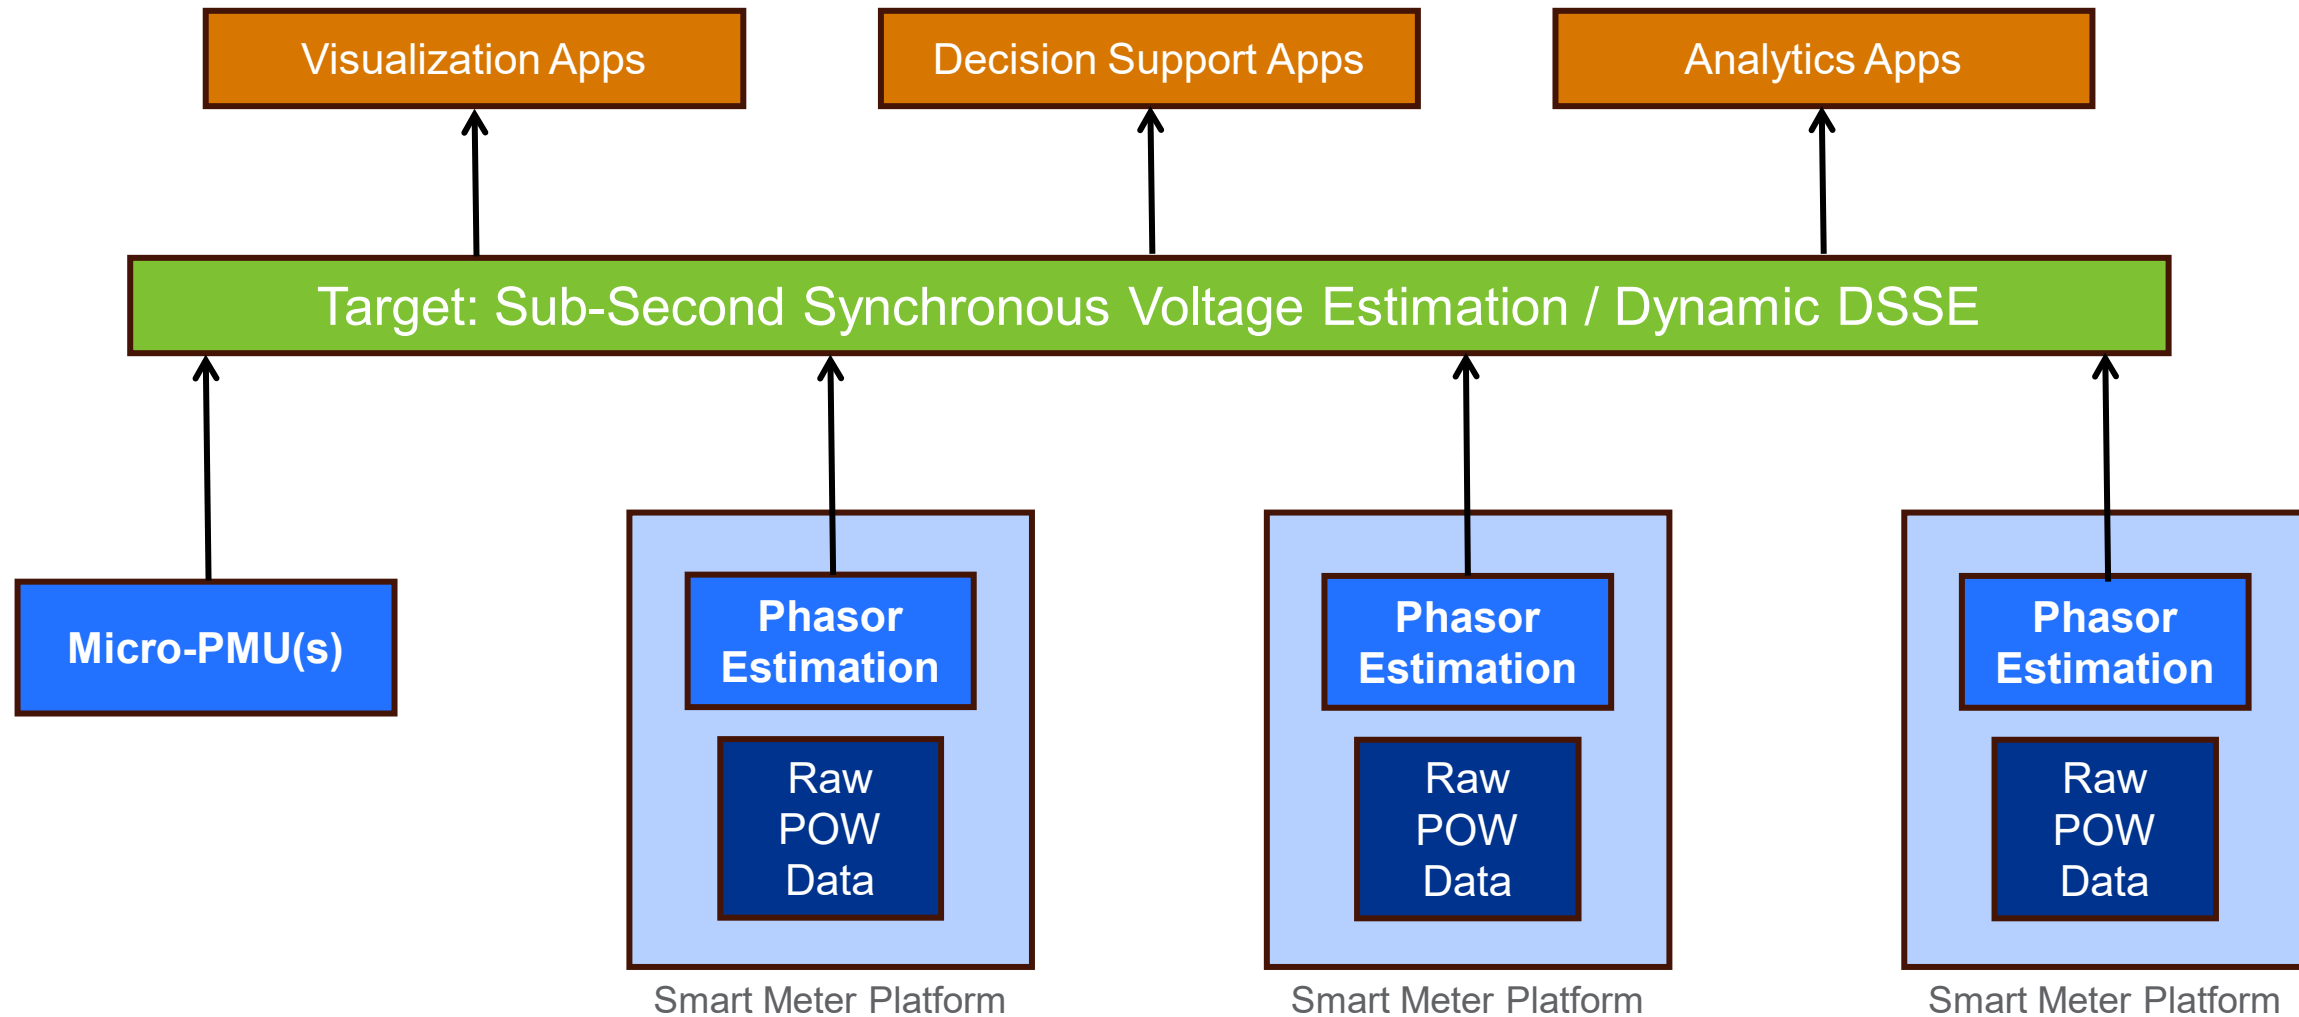 Visualization Apps
Decision Support Apps
Analytics Apps
Target: Sub-Second Synchronous Voltage Estimation / Dynamic DSSE
Micro-PMU(s)
Phasor
Estimation
Raw
POW
Data
Smart Meter Platform
Phasor
Estimation
Raw
POW
Data
Smart Meter Platform
Phasor
Estimation
Raw
POW
Data
Smart Meter Platform